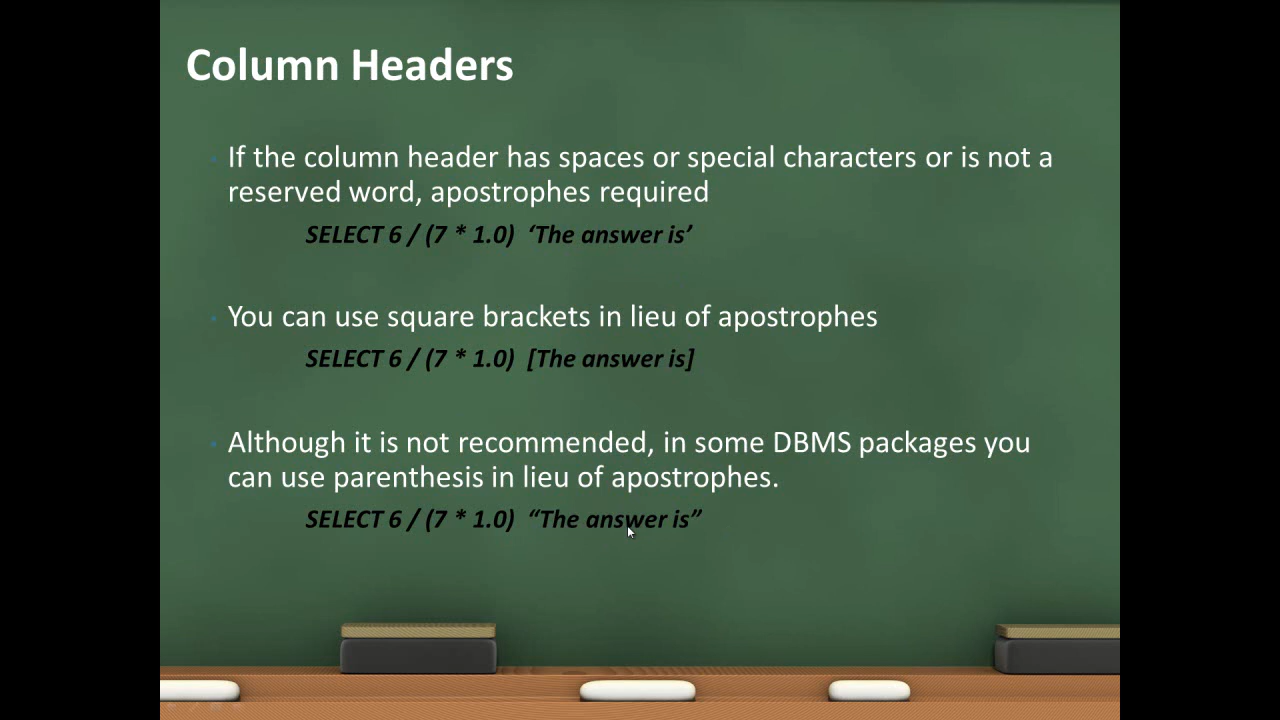 Column Headers
If the column header has spaces or special characters or is not a
reserved word, apostrophes required
SELECT 6 / (7 * 1.0) ‘The answer is’
You can use square brackets in lieu of apostrophes
SELECT 6 / (7 * 1.0) [The answer is]
Although it is not recommended, in some DBMS packages you
can use parenthesis in lieu of apostrophes.
SELECT 6 / (7 * 1.0) “The answer is”